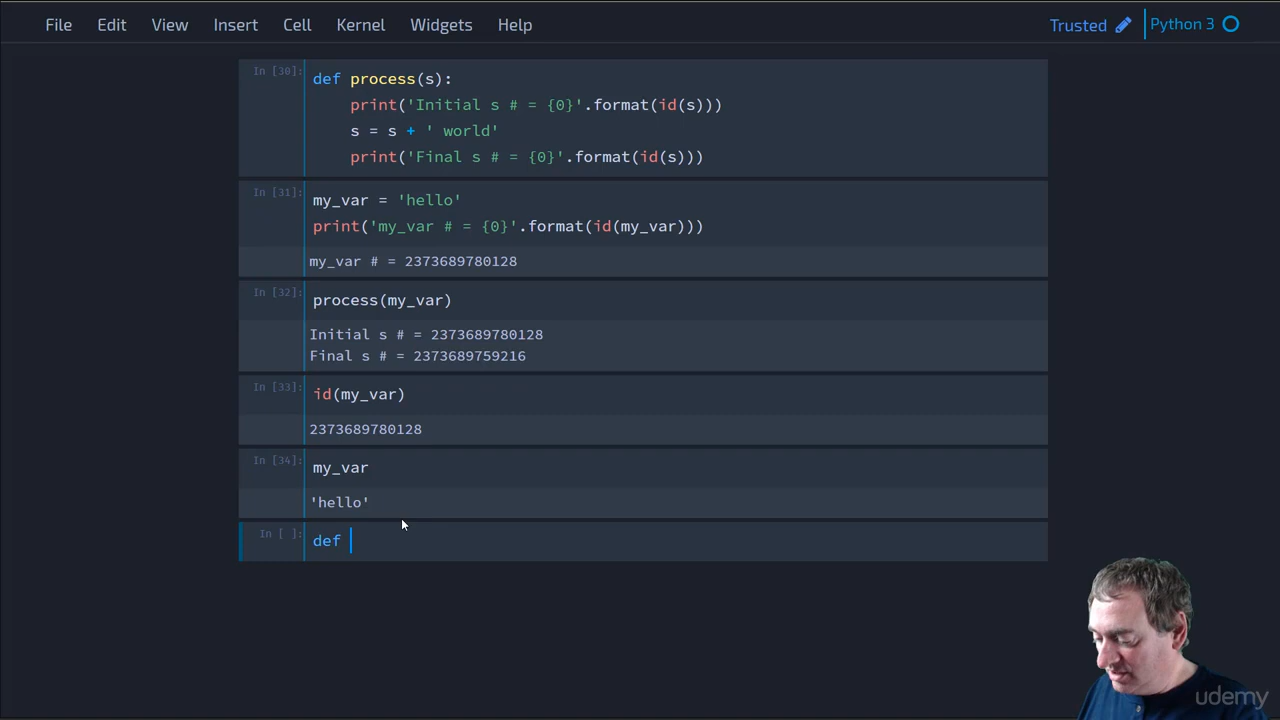 File Edit View Insert Cell Kernel Widgets Help Trusted Python 3
In [30]: def process(s):
print('Initial s # = {0}'.format(id(s)))
s = s + ' world'
print('Final s # = {0}'.format(id(s)))
In [31]: my_var = 'hello'
print('my_var # = {0}'.format(id(my_var)))
my_var # = 2373689780128
In [32]: process(my_var)
Initial s # = 2373689780128
Final s # = 2373689759216
In [33]: id(my_var)
2373689780128
In [34]: my_var
'hello'
In [ ]: def
udemy